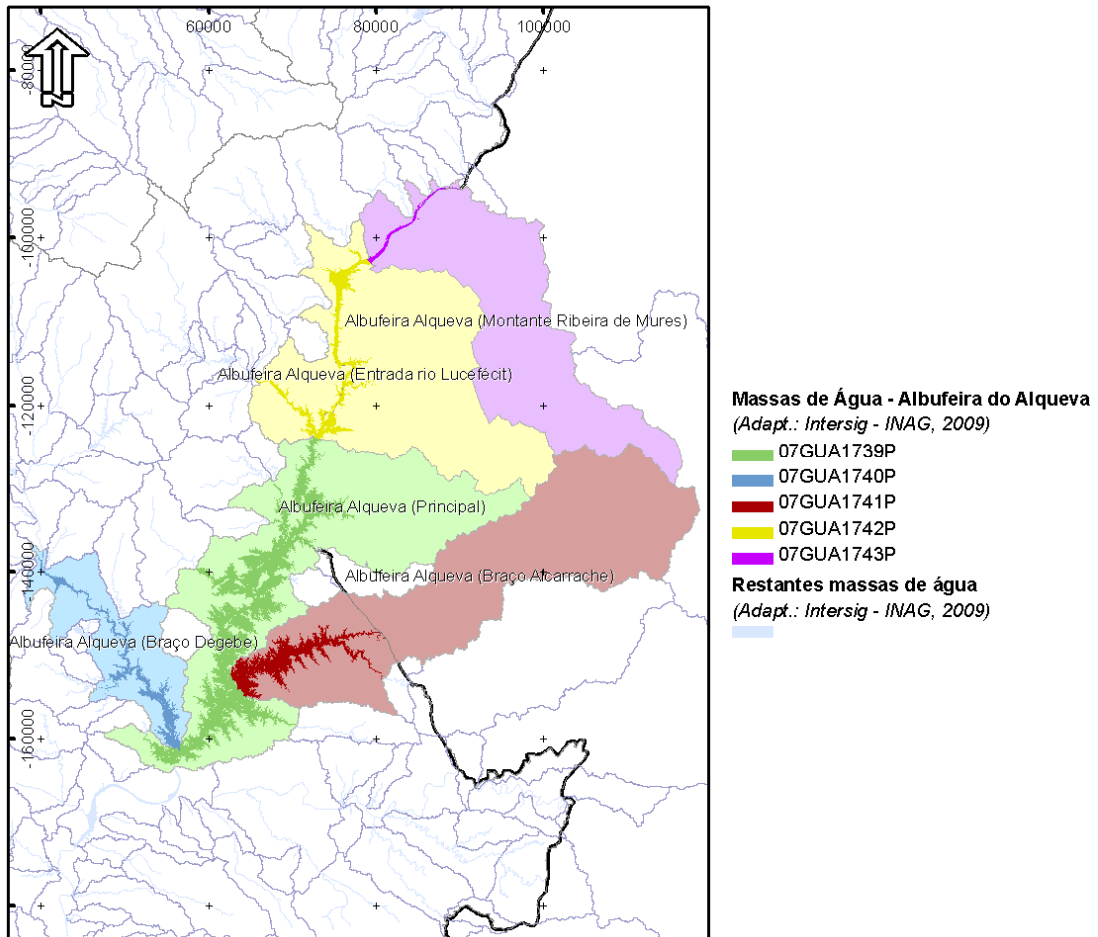 60000
80000
100000
N
-80000
-100000
Albufeira Alqueva (Montante Ribeira de Mures)
Albufeira Alqueva (Entrada rio Lucefécit)
-120000
Albufeira Alqueva (Principal)
-140000
Albufeira Alqueva (Braço Alcarrache)
Albufeira Alqueva (Braço Degebe)
-160000
Massas de Água - Albufeira do Alqueva
(Adapt.: Intersig - INAG, 2009)
07GUA1739P
07GUA1740P
07GUA1741P
07GUA1742P
07GUA1743P
Restantes massas de água
(Adapt.: Intersig - INAG, 2009)